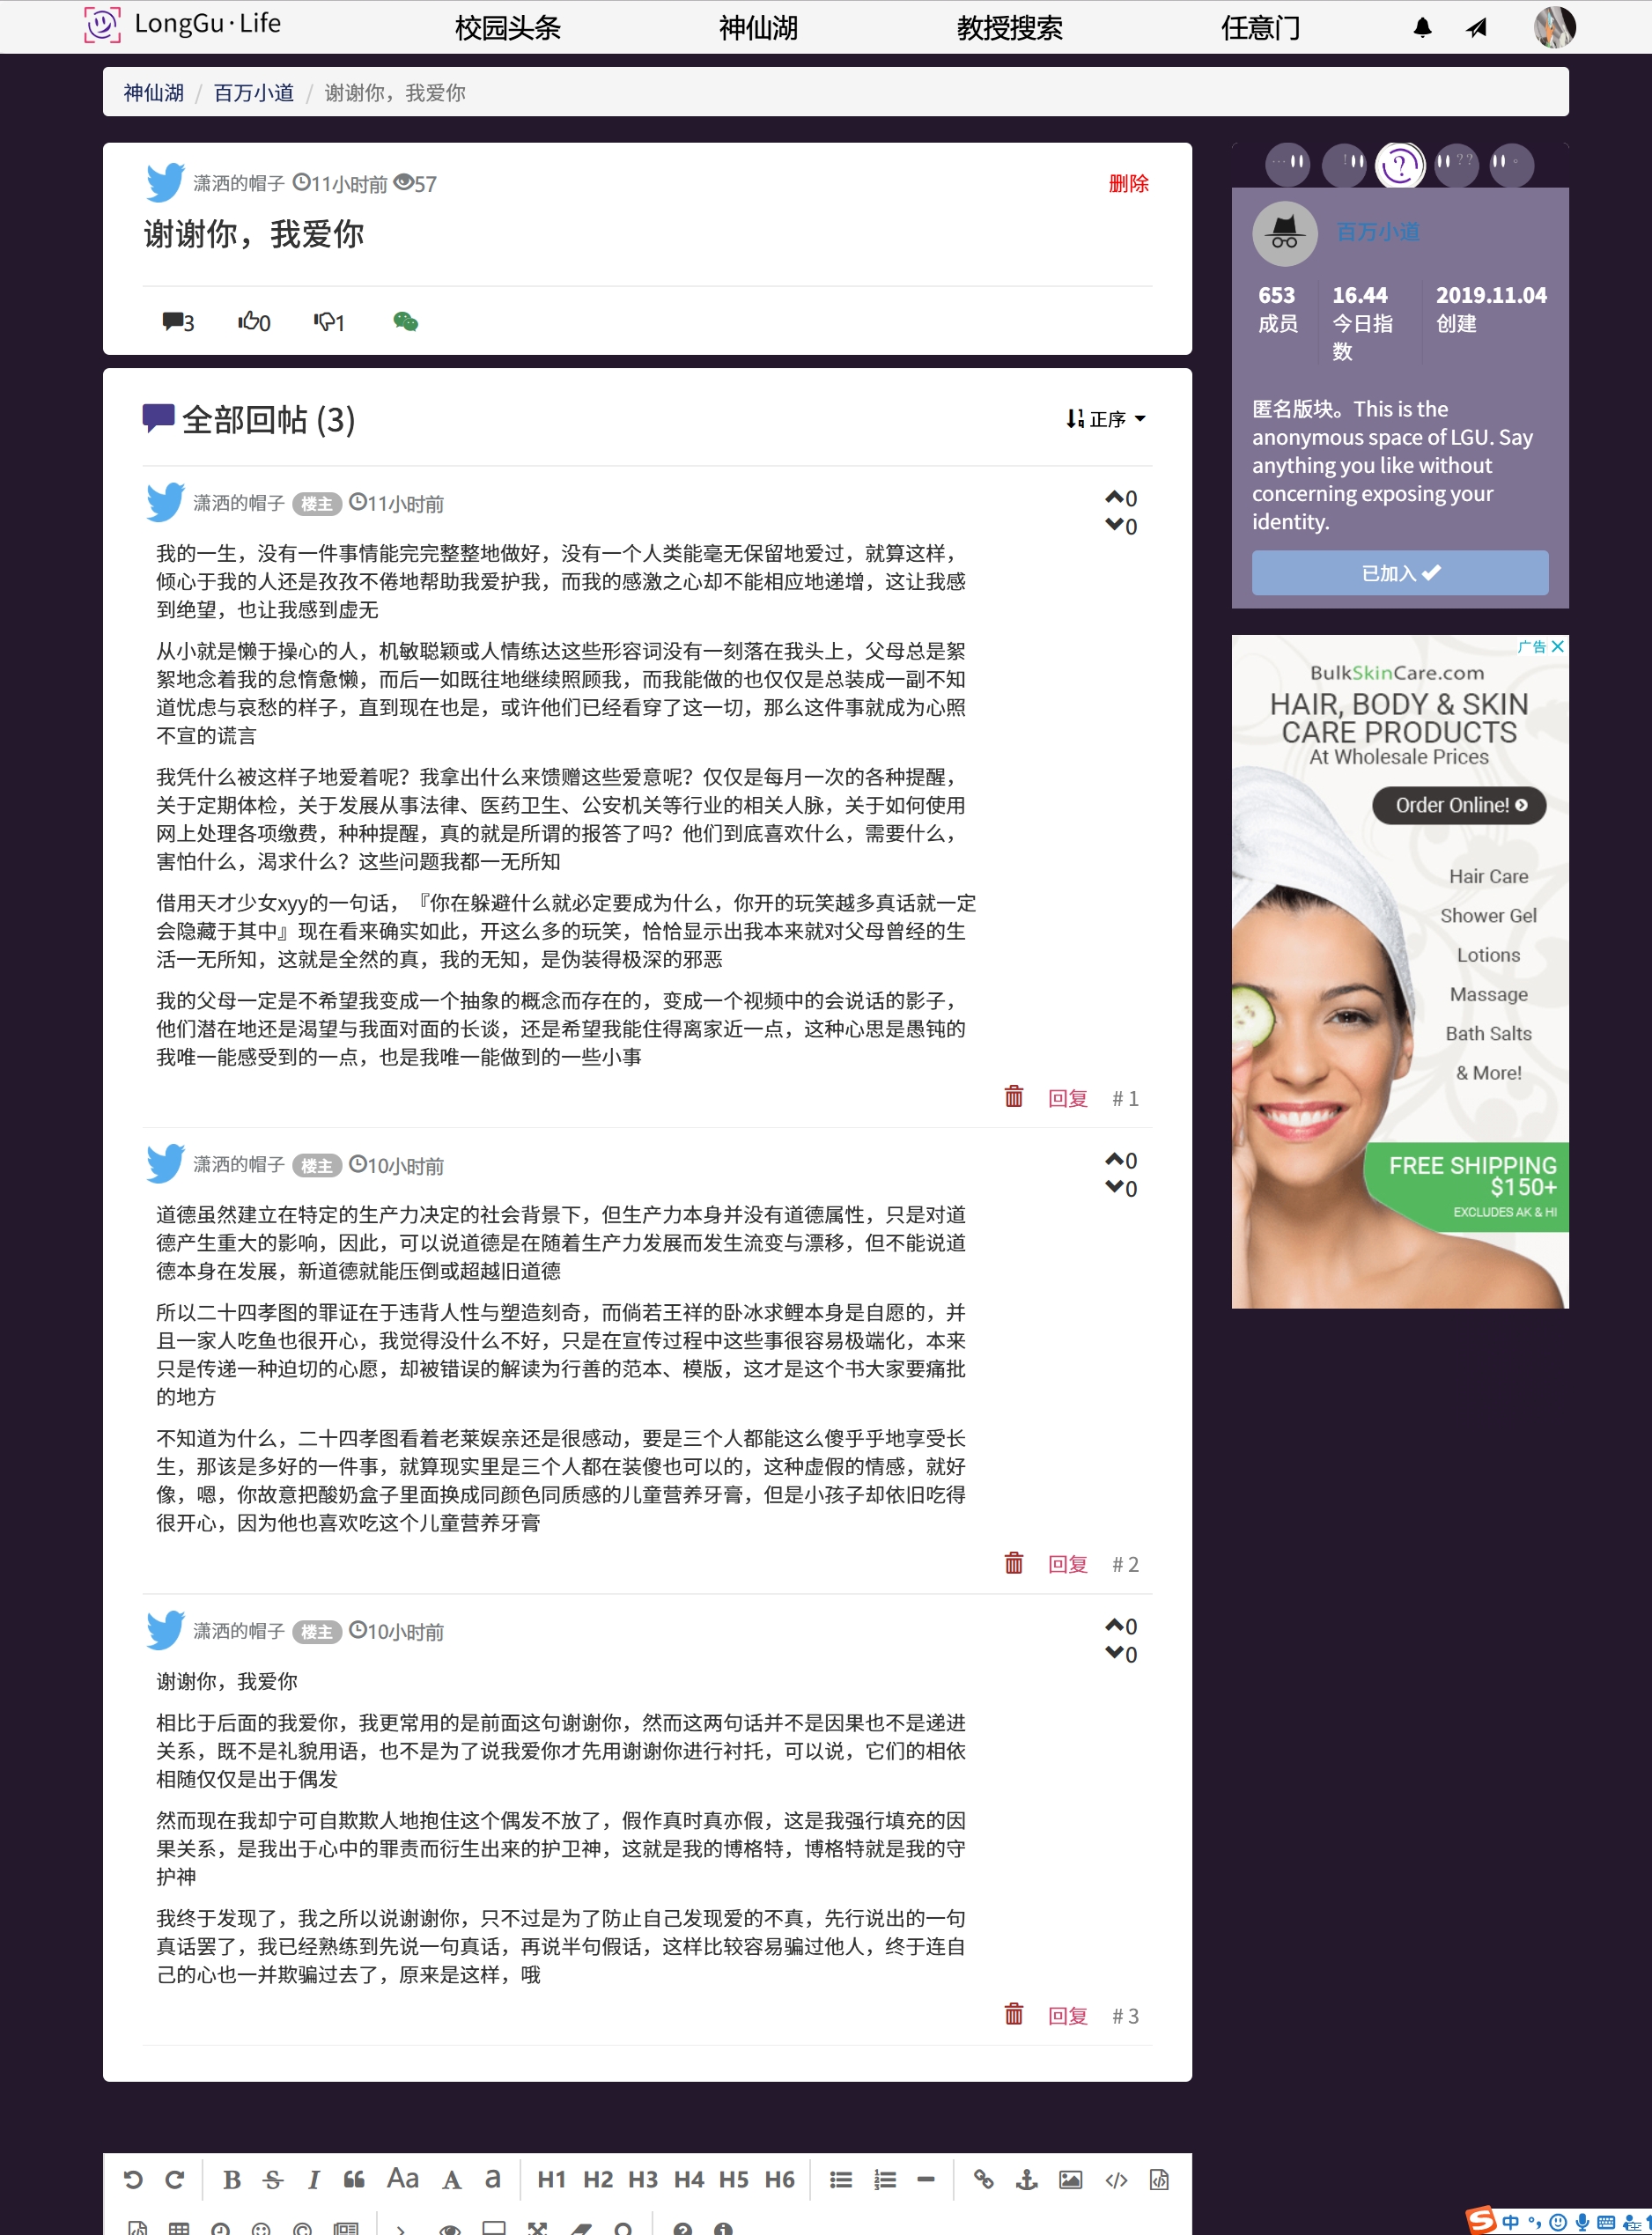 LongGu·Life 校园头条 神仙湖 教授搜索 任意门
神仙湖 / 百万小道 / 谢谢你，我爱你
潇洒的帽子 11小时前 57 删除
谢谢你，我爱你
3 0 1
全部回帖 (3) 正序
潇洒的帽子 楼主 11小时前 0
0
我的一生，没有一件事情能完完整整地做好，没有一个人类能毫无保留地爱过，就算这样，
倾心于我的人还是孜孜不倦地帮助我爱护我，而我的感激之心却不能相应地递增，这让我感
到绝望，也让我感到虚无
从小就是懒于操心的人，机敏聪颖或人情练达这些形容词没有一刻落在我头上，父母总是絮
絮地念着我的怠惰惫懒，而后一如既往地继续照顾我，而我能做的也仅仅是总装成一副不知
道忧虑与哀愁的样子，直到现在也是，或许他们已经看穿了这一切，那么这件事就成为心照
不宣的谎言
我凭什么被这样子地爱着呢？我拿出什么来馈赠这些爱意呢？仅仅是每月一次的各种提醒，
关于定期体检，关于发展从事法律、医药卫生、公安机关等行业的相关人脉，关于如何使用
网上处理各项缴费，种种提醒，真的就是所谓的报答了吗？他们到底喜欢什么，需要什么，
害怕什么，渴求什么？这些问题我都一无所知
借用天才少女xyy的一句话，『你在躲避什么就必定要成为什么，你开的玩笑越多真话就一定
会隐藏于其中』现在看来确实如此，开这么多的玩笑，恰恰显示出我本来就对父母曾经的生
活一无所知，这就是全然的真，我的无知，是伪装得极深的邪恶
我的父母一定是不希望我变成一个抽象的概念而存在的，变成一个视频中的会说话的影子，
他们潜在地还是渴望与我面对面的长谈，还是希望我能住得离家近一点，这种心思是愚钝的
我唯一能感受到的一点，也是我唯一能做到的一些小事
回复 # 1
潇洒的帽子 楼主 10小时前 0
0
道德虽然建立在特定的生产力决定的社会背景下，但生产力本身并没有道德属性，只是对道
德产生重大的影响，因此，可以说道德是在随着生产力发展而发生流变与漂移，但不能说道
德本身在发展，新道德就能压倒或超越旧道德
所以二十四孝图的罪证在于违背人性与塑造刻奇，而倘若王祥的卧冰求鲤本身是自愿的，并
且一家人吃鱼也很开心，我觉得没什么不好，只是在宣传过程中这些事很容易极端化，本来
只是传递一种迫切的心愿，却被错误的解读为行善的范本、模版，这才是这个书大家要痛批
的地方
不知道为什么，二十四孝图看着老莱娱亲还是很感动，要是三个人都能这么傻乎乎地享受长
生，那该是多好的一件事，就算现实里是三个人都在装傻也可以的，这种虚假的情感，就好
像，嗯，你故意把酸奶盒子里面换成同颜色同质感的儿童营养牙膏，但是小孩子却依旧吃得
很开心，因为他也喜欢吃这个儿童营养牙膏
回复 # 2
潇洒的帽子 楼主 10小时前 0
0
谢谢你，我爱你
相比于后面的我爱你，我更常用的是前面这句谢谢你，然而这两句话并不是因果也不是递进
关系，既不是礼貌用语，也不是为了说我爱你才先用谢谢你进行衬托，可以说，它们的相依
相随仅仅是出于偶发
然而现在我却宁可自欺欺人地抱住这个偶发不放了，假作真时真亦假，这是我强行填充的因
果关系，是我出于心中的罪责而衍生出来的护卫神，这就是我的博格特，博格特就是我的守
护神
我终于发现了，我之所以说谢谢你，只不过是为了防止自己发现爱的不真，先行说出的一句
真话罢了，我已经熟练到先说一句真话，再说半句假话，这样比较容易骗过他人，终于连自
己的心也一并欺骗过去了，原来是这样，哦
回复 # 3
B S I Aa A a H1 H2 H3 H4 H5 H6
百万小道
653 16.44 2019.11.04
成员 今日指 创建
数
匿名版块。This is the
anonymous space of LGU. Say
anything you like without
concerning exposing your
identity.
已加入
广告
BulkSkinCare.com
HAIR, BODY & SKIN
CARE PRODUCTS
At Wholesale Prices
Order Online!
Hair Care
Shower Gel
Lotions
Massage
Bath Salts
& More!
FREE SHIPPING
$150+
EXCLUDES AK & HI
S 中